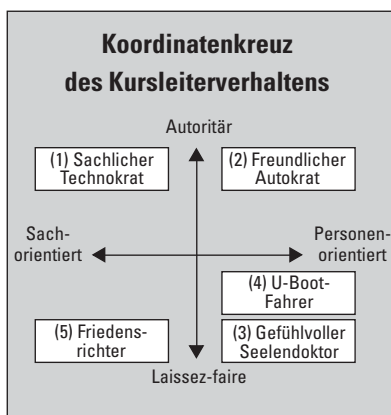 Koordinatenkreuz
des Kursleiterverhaltens
Autoritär
(1) Sachlicher
Technokrat
(2) Freundlicher
Autokrat
Sach-
orientiert
Personen-
orientiert
(4) U-Boot-
Fahrer
(5) Friedens-
richter
(3) Gefühlvoller
Seelendoktor
Laissez-faire